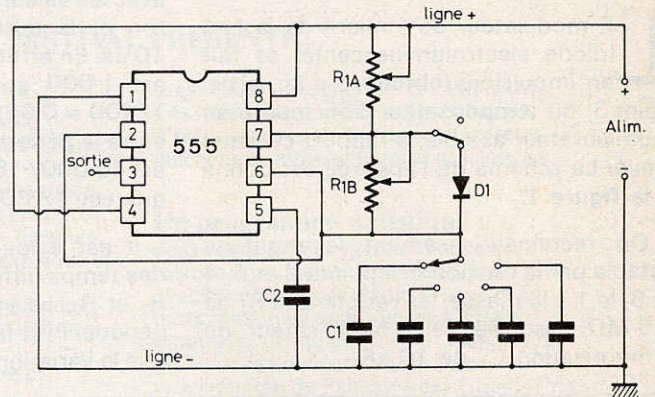 ligne +
R1A
1 8
2 7
555
sortie
3 6
4 5
R1B
D1
+
Alim.
-
C2
C1
ligne -